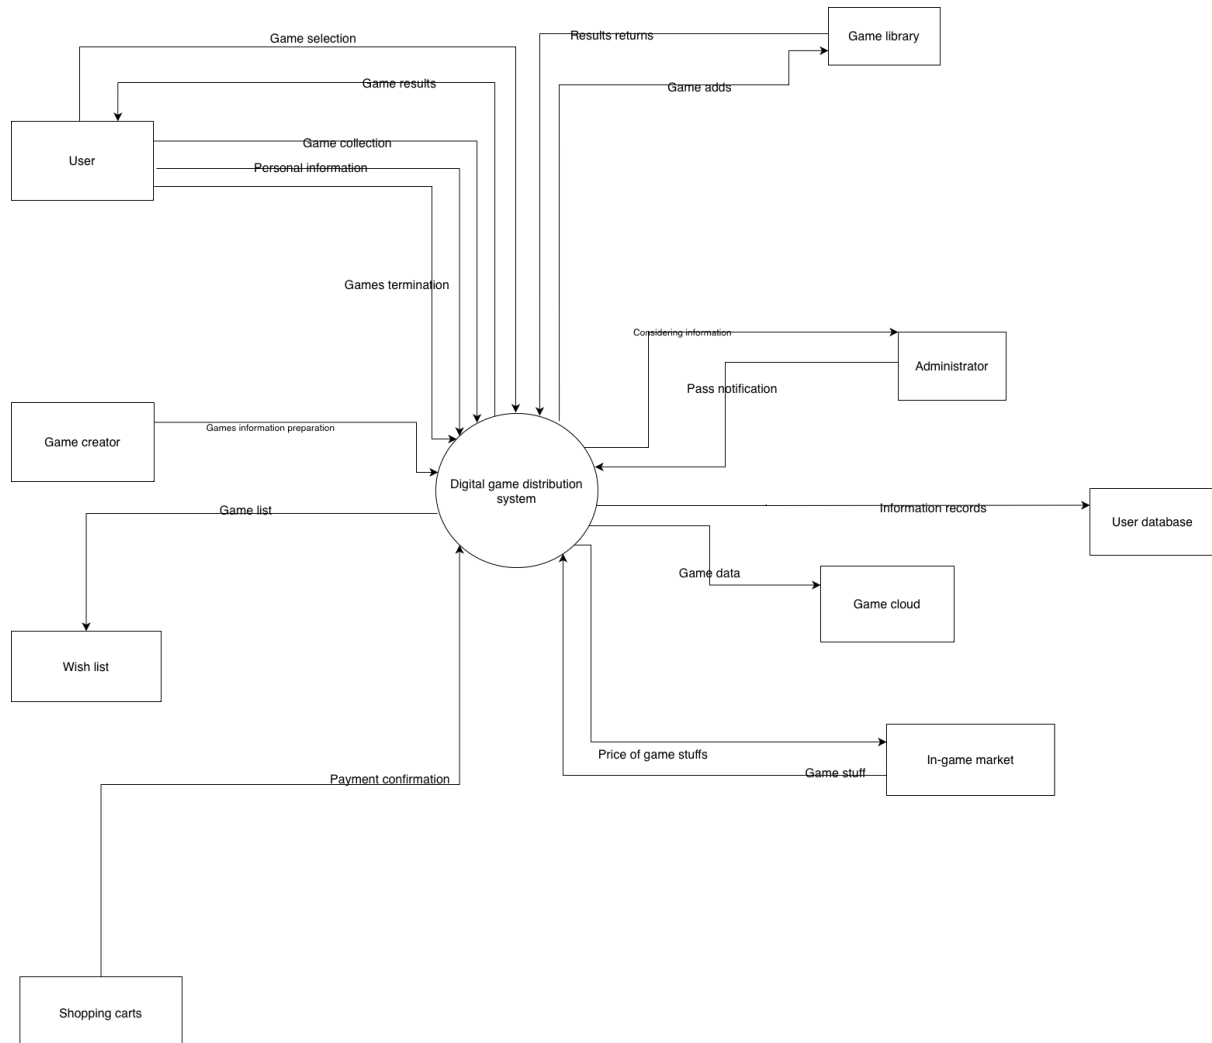 Game selection
Results returns
Game library
Game results
Game adds
User
Game collection
Personal information
Games termination
Considering information
Administrator
Pass notification
Game creator
Games information preparation
Digital game distribution
system
Game list
Information records
User database
Game data
Game cloud
Wish list
Price of game stuffs
In-game market
Game stuff
Payment confirmation
Shopping carts